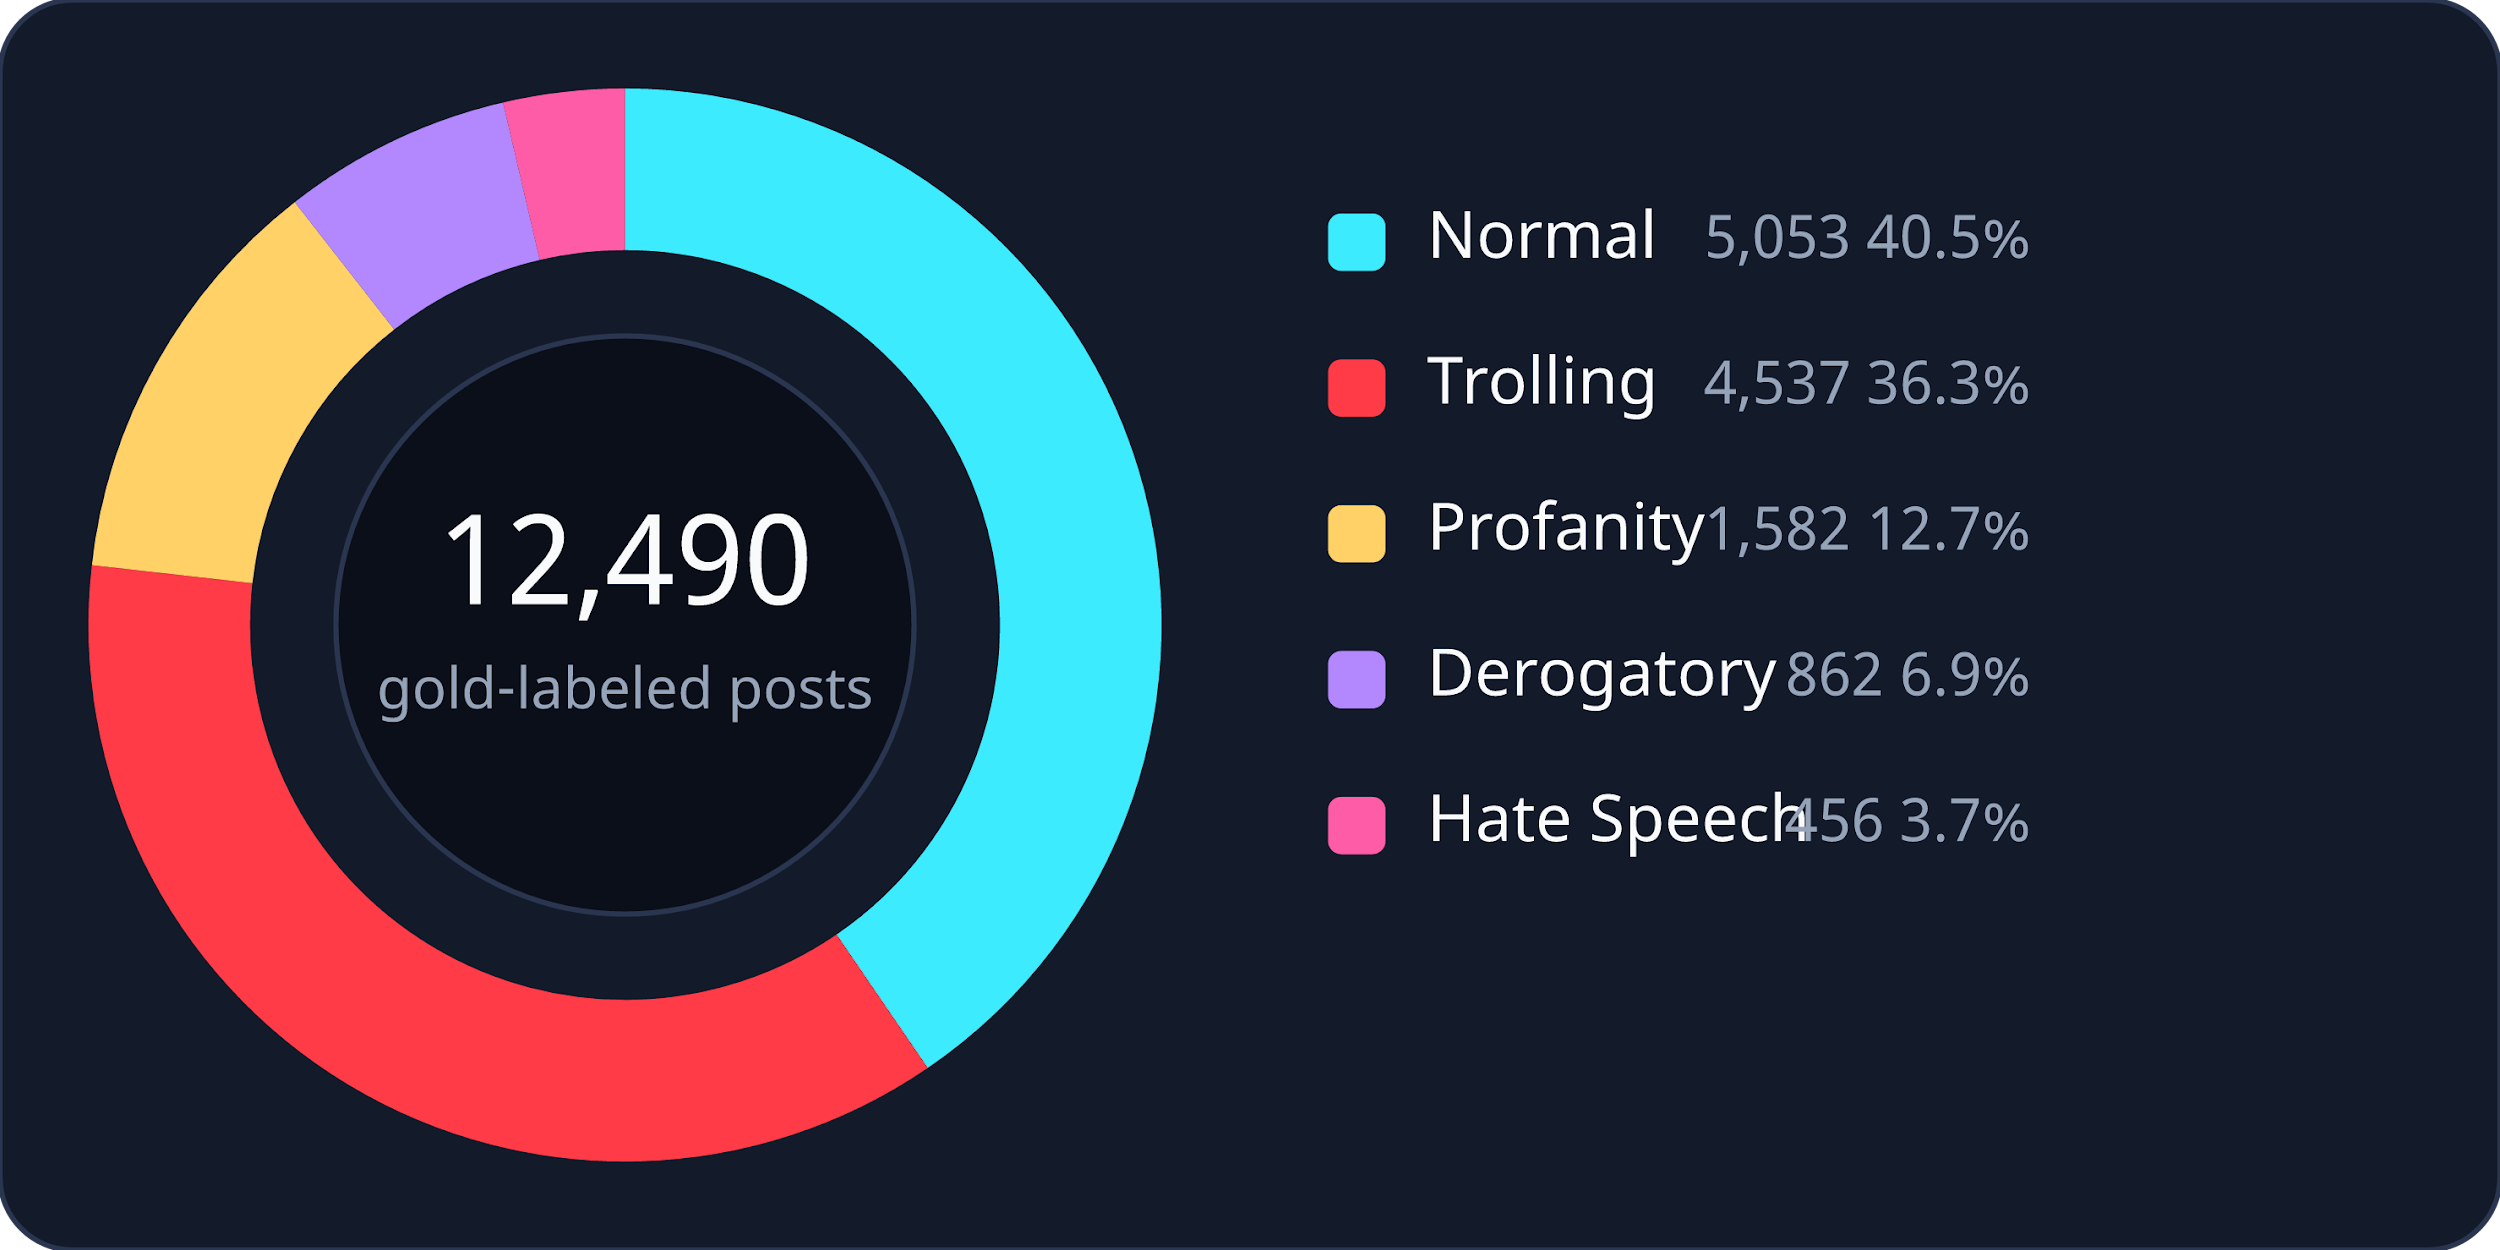 12,490
gold-labeled posts
Normal 5,053 40.5%
Trolling 4,537 36.3%
Profanity 1,582 12.7%
Derogatory 862 6.9%
Hate Speech 456 3.7%